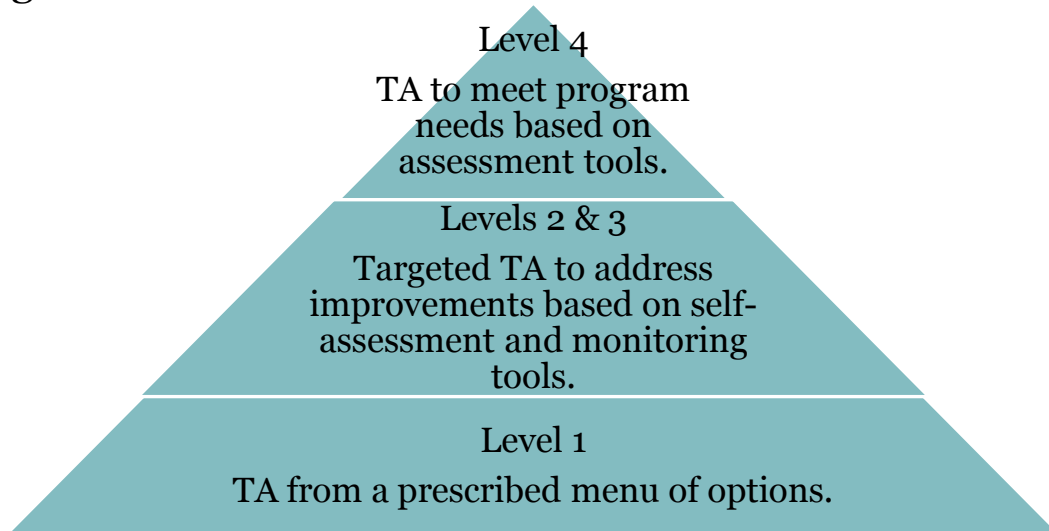 Level 4
TA to meet program
needs based on
assessment tools.
Levels 2 & 3
Targeted TA to address
improvements based on self-
assessment and monitoring
tools.
Level 1
TA from a prescribed menu of options.